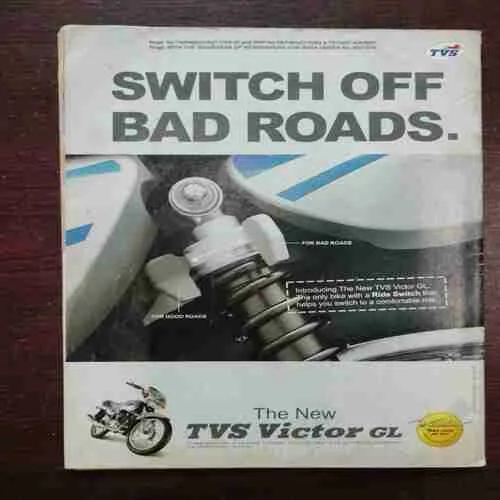 TVS
SWITCH OFF
BAD ROADS.
FOR BAD ROADS
Introducing The New TVS Victor GL.
The only bike with a Ride Switch that
helps you switch to a comfortable ride.
FOR GOOD ROADS
The New
TVS Victor GL